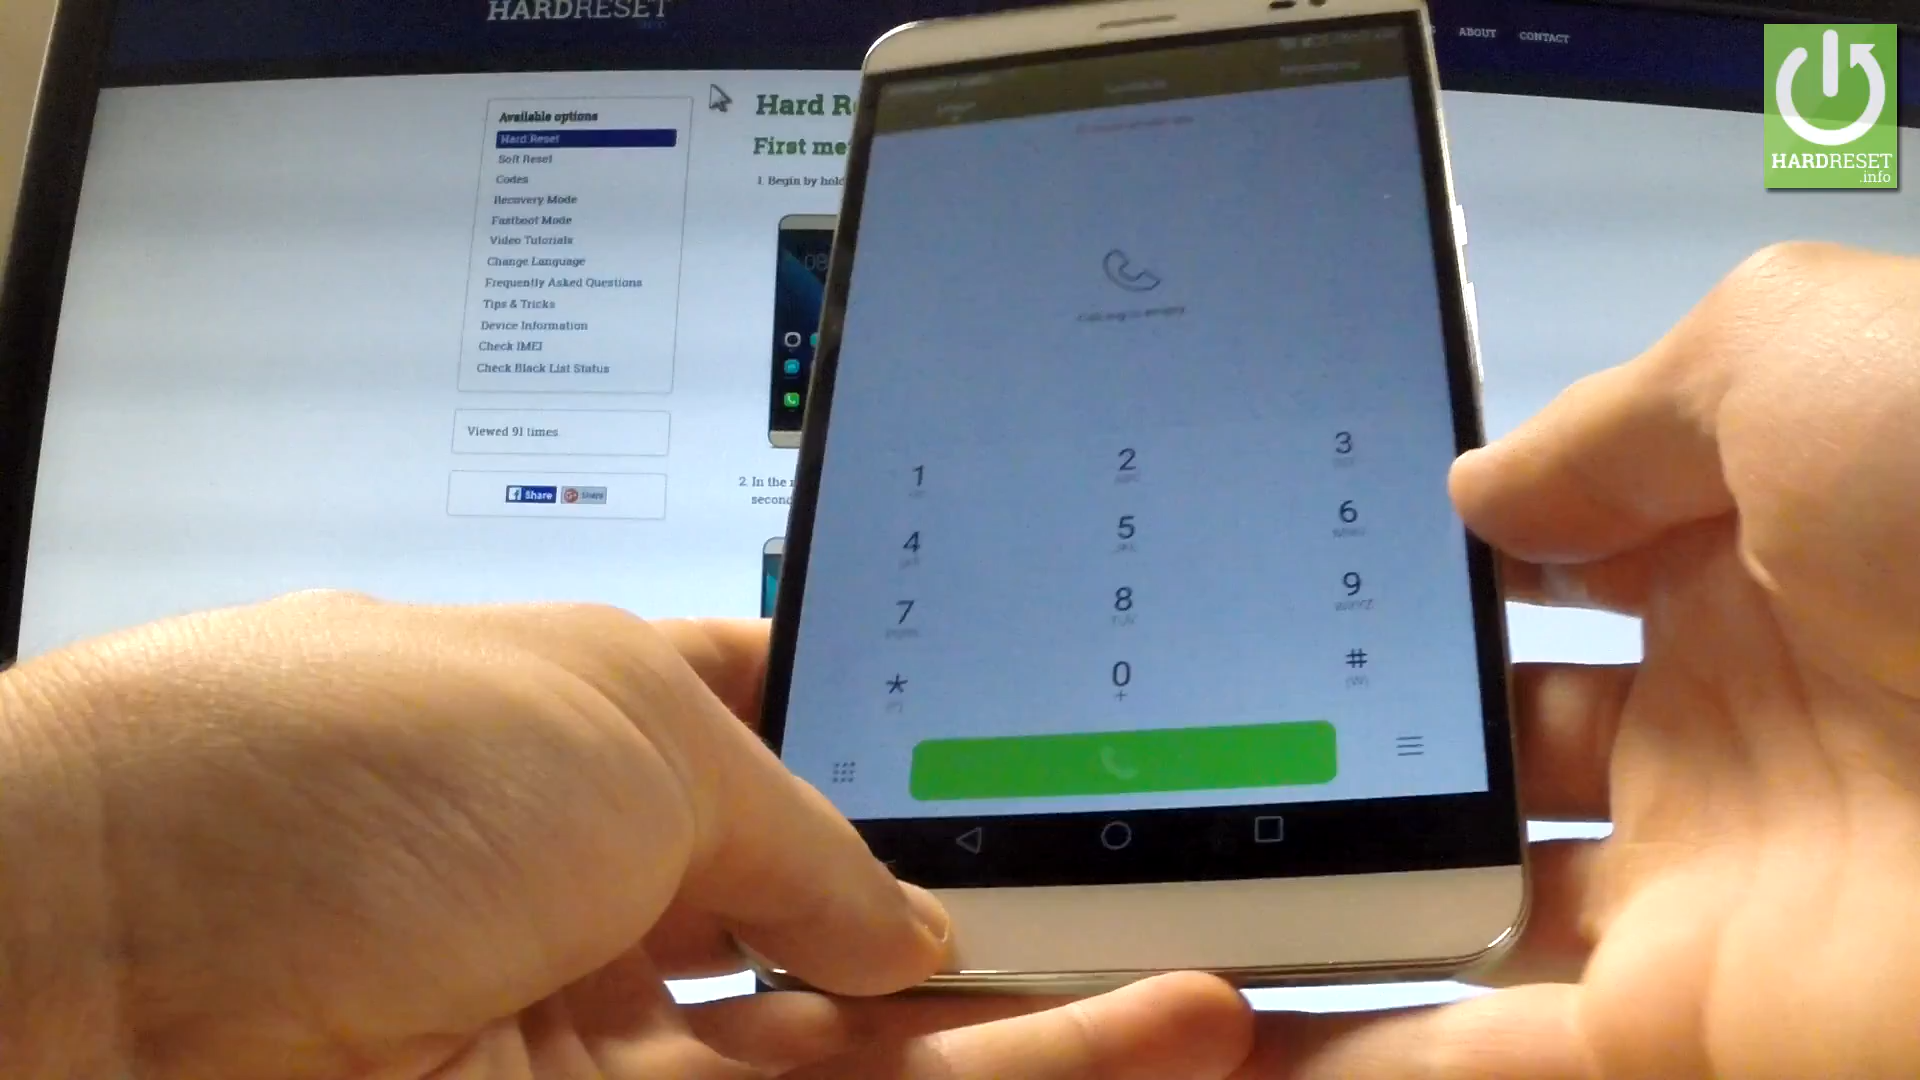 HARDRESET
ABOUT
CONTACT
HARDRESET
.info
Available options
Hard Reset
Soft Reset
Codes
Recovery Mode
Fastboot Mode
Video Tutorials
Change Language
Frequently Asked Questions
Tips & Tricks
Device Information
Check IMEI
Check Black List Status
Viewed 91 times
Share
Share
Hard R
First me
1. Begin by hold
08
2. In the
second
1
2
3
4
5
6
7
8
9
*
0
+
#